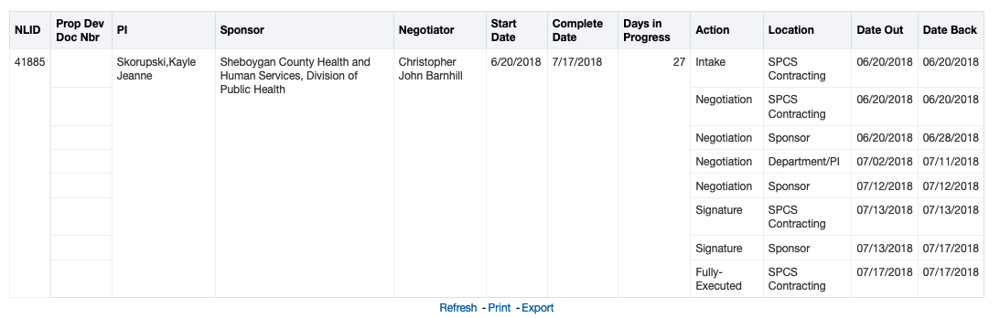 NLID Prop Dev Doc Nbr PI Sponsor Negotiator Start Date Complete Date Days in Progress Action Location Date Out Date Back
41885 Skorupski,Kayle Jeanne Sheboygan County Health and Human Services, Division of Public Health Christopher John Barnhill 6/20/2018 7/17/2018 27 Intake SPCS Contracting 06/20/2018 06/20/2018
Negotiation SPCS Contracting 06/20/2018 06/20/2018
Negotiation Sponsor 06/20/2018 06/28/2018
Negotiation Department/PI 07/02/2018 07/11/2018
Negotiation Sponsor 07/12/2018 07/12/2018
Signature SPCS Contracting 07/13/2018 07/13/2018
Signature Sponsor 07/13/2018 07/17/2018
Fully-Executed SPCS Contracting 07/17/2018 07/17/2018
Refresh - Print - Export